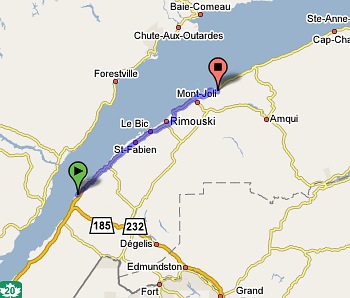 Baie-Comeau
Ste-Anne-
Chute-Aux-Outardes
Cap-Cha
Forestville
Mont-Joli
Le Bic
Rimouski
Amqui
St-Fabien
185
232
Dégelis
Edmundston
Fort
Grand
20